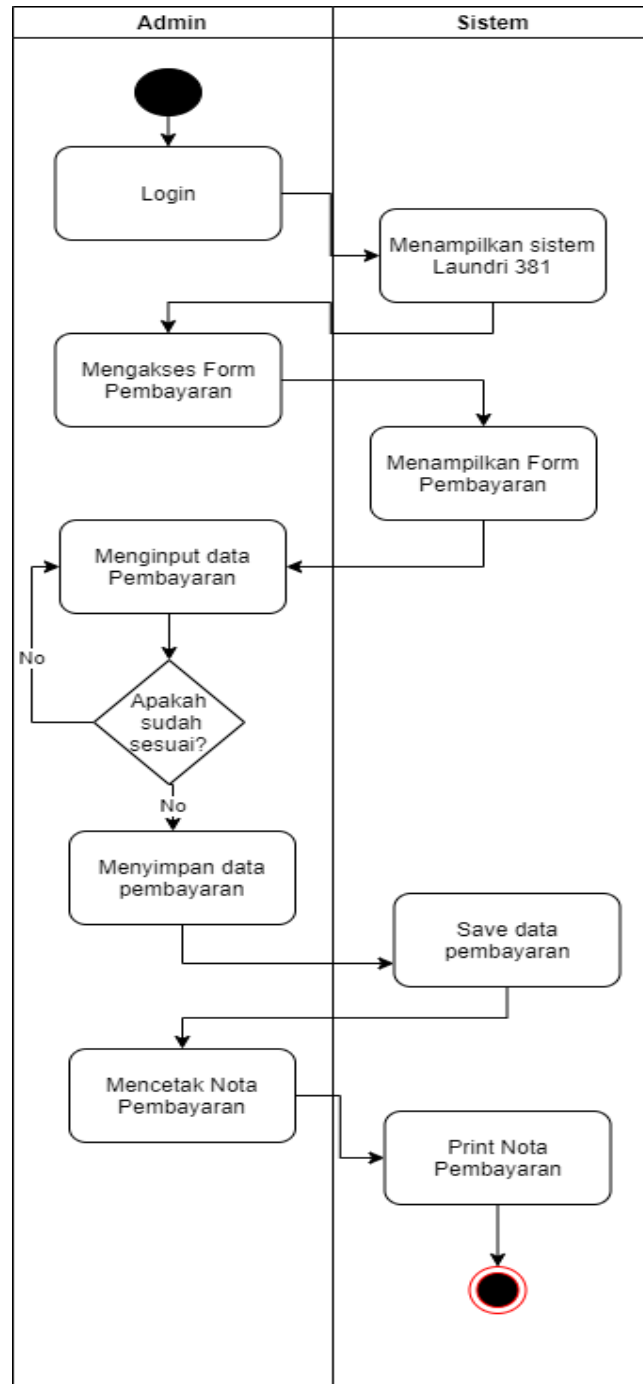 Admin
Sistem
Login
Menampilkan sistem
Laundri 381
Mengakses Form
Pembayaran
Menampilkan Form
Pembayaran
Menginput data
Pembayaran
No
Apakah
sudah
sesuai?
No
Menyimpan data
pembayaran
Save data
pembayaran
Mencetak Nota
Pembayaran
Print Nota
Pembayaran